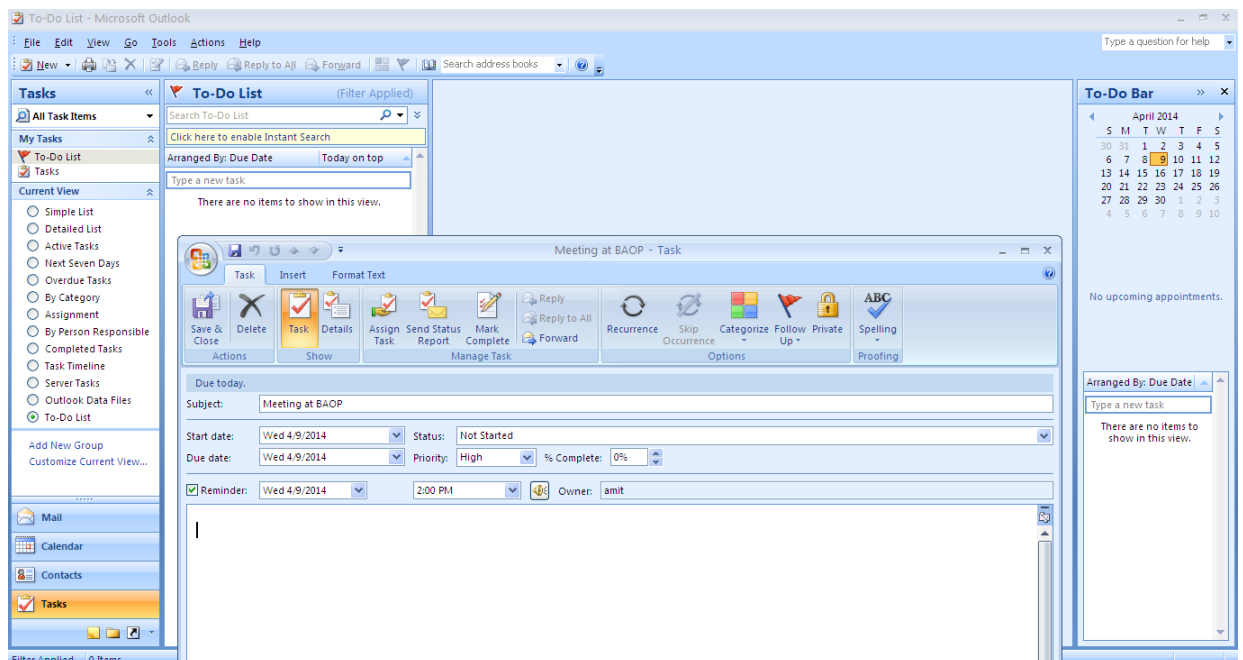 To-Do List - Microsoft Outlook
File Edit View Go Tools Actions Help
Type a question for help
New Reply Reply to All Forward Search address books
Tasks
All Task Items
My Tasks
To-Do List
Tasks
Current View
Simple List
Detailed List
Active Tasks
Next Seven Days
Overdue Tasks
By Category
Assignment
By Person Responsible
Completed Tasks
Task Timeline
Server Tasks
Outlook Data Files
To-Do List
Add New Group
Customize Current View...
Mail
Calendar
Contacts
Tasks
Filter Applied 0 Items
To-Do List (Filter Applied)
Search To-Do List
Click here to enable Instant Search
Arranged By: Due Date Today on top
Type a new task
There are no items to show in this view.
Meeting at BAOP - Task
Task Insert Format Text
Save & Close Delete Task Details Assign Task Send Status Report Mark Complete Reply Reply to All Forward Recurrence Skip Occurrence Categorize Follow Up Private ABC Spelling
Actions Show Manage Task Options Proofing
Due today.
Subject: Meeting at BAOP
Start date: Wed 4/9/2014 Status: Not Started
Due date: Wed 4/9/2014 Priority: High % Complete: 0%
Reminder: Wed 4/9/2014 2:00 PM Owner: amit
To-Do Bar
April 2014
S M T W T F S
30 31 1 2 3 4 5
6 7 8 9 10 11 12
13 14 15 16 17 18 19
20 21 22 23 24 25 26
27 28 29 30 1 2 3
4 5 6 7 8 9 10
No upcoming appointments.
Arranged By: Due Date
Type a new task
There are no items to
show in this view.